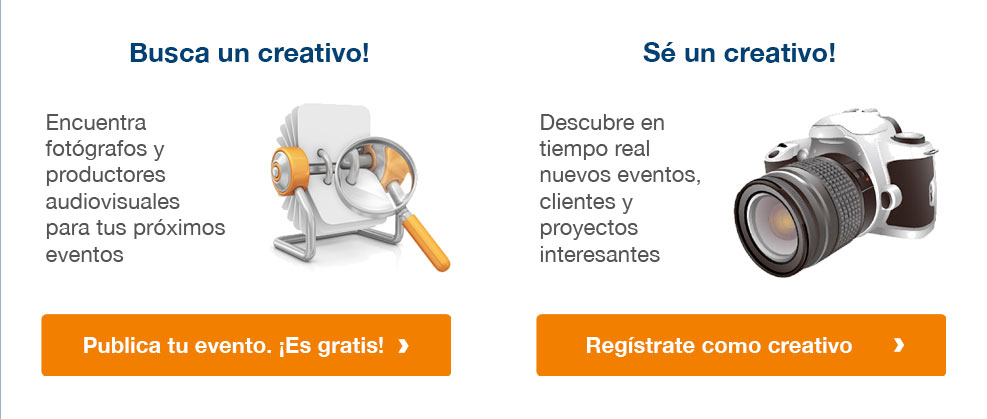 Busca un creativo!
Encuentra
fotógrafos y
productores
audiovisuales
para tus próximos
eventos
Publica tu evento. ¡Es gratis! ›
Sé un creativo!
Descubre en
tiempo real
nuevos eventos,
clientes y
proyectos
interesantes
Regístrate como creativo ›